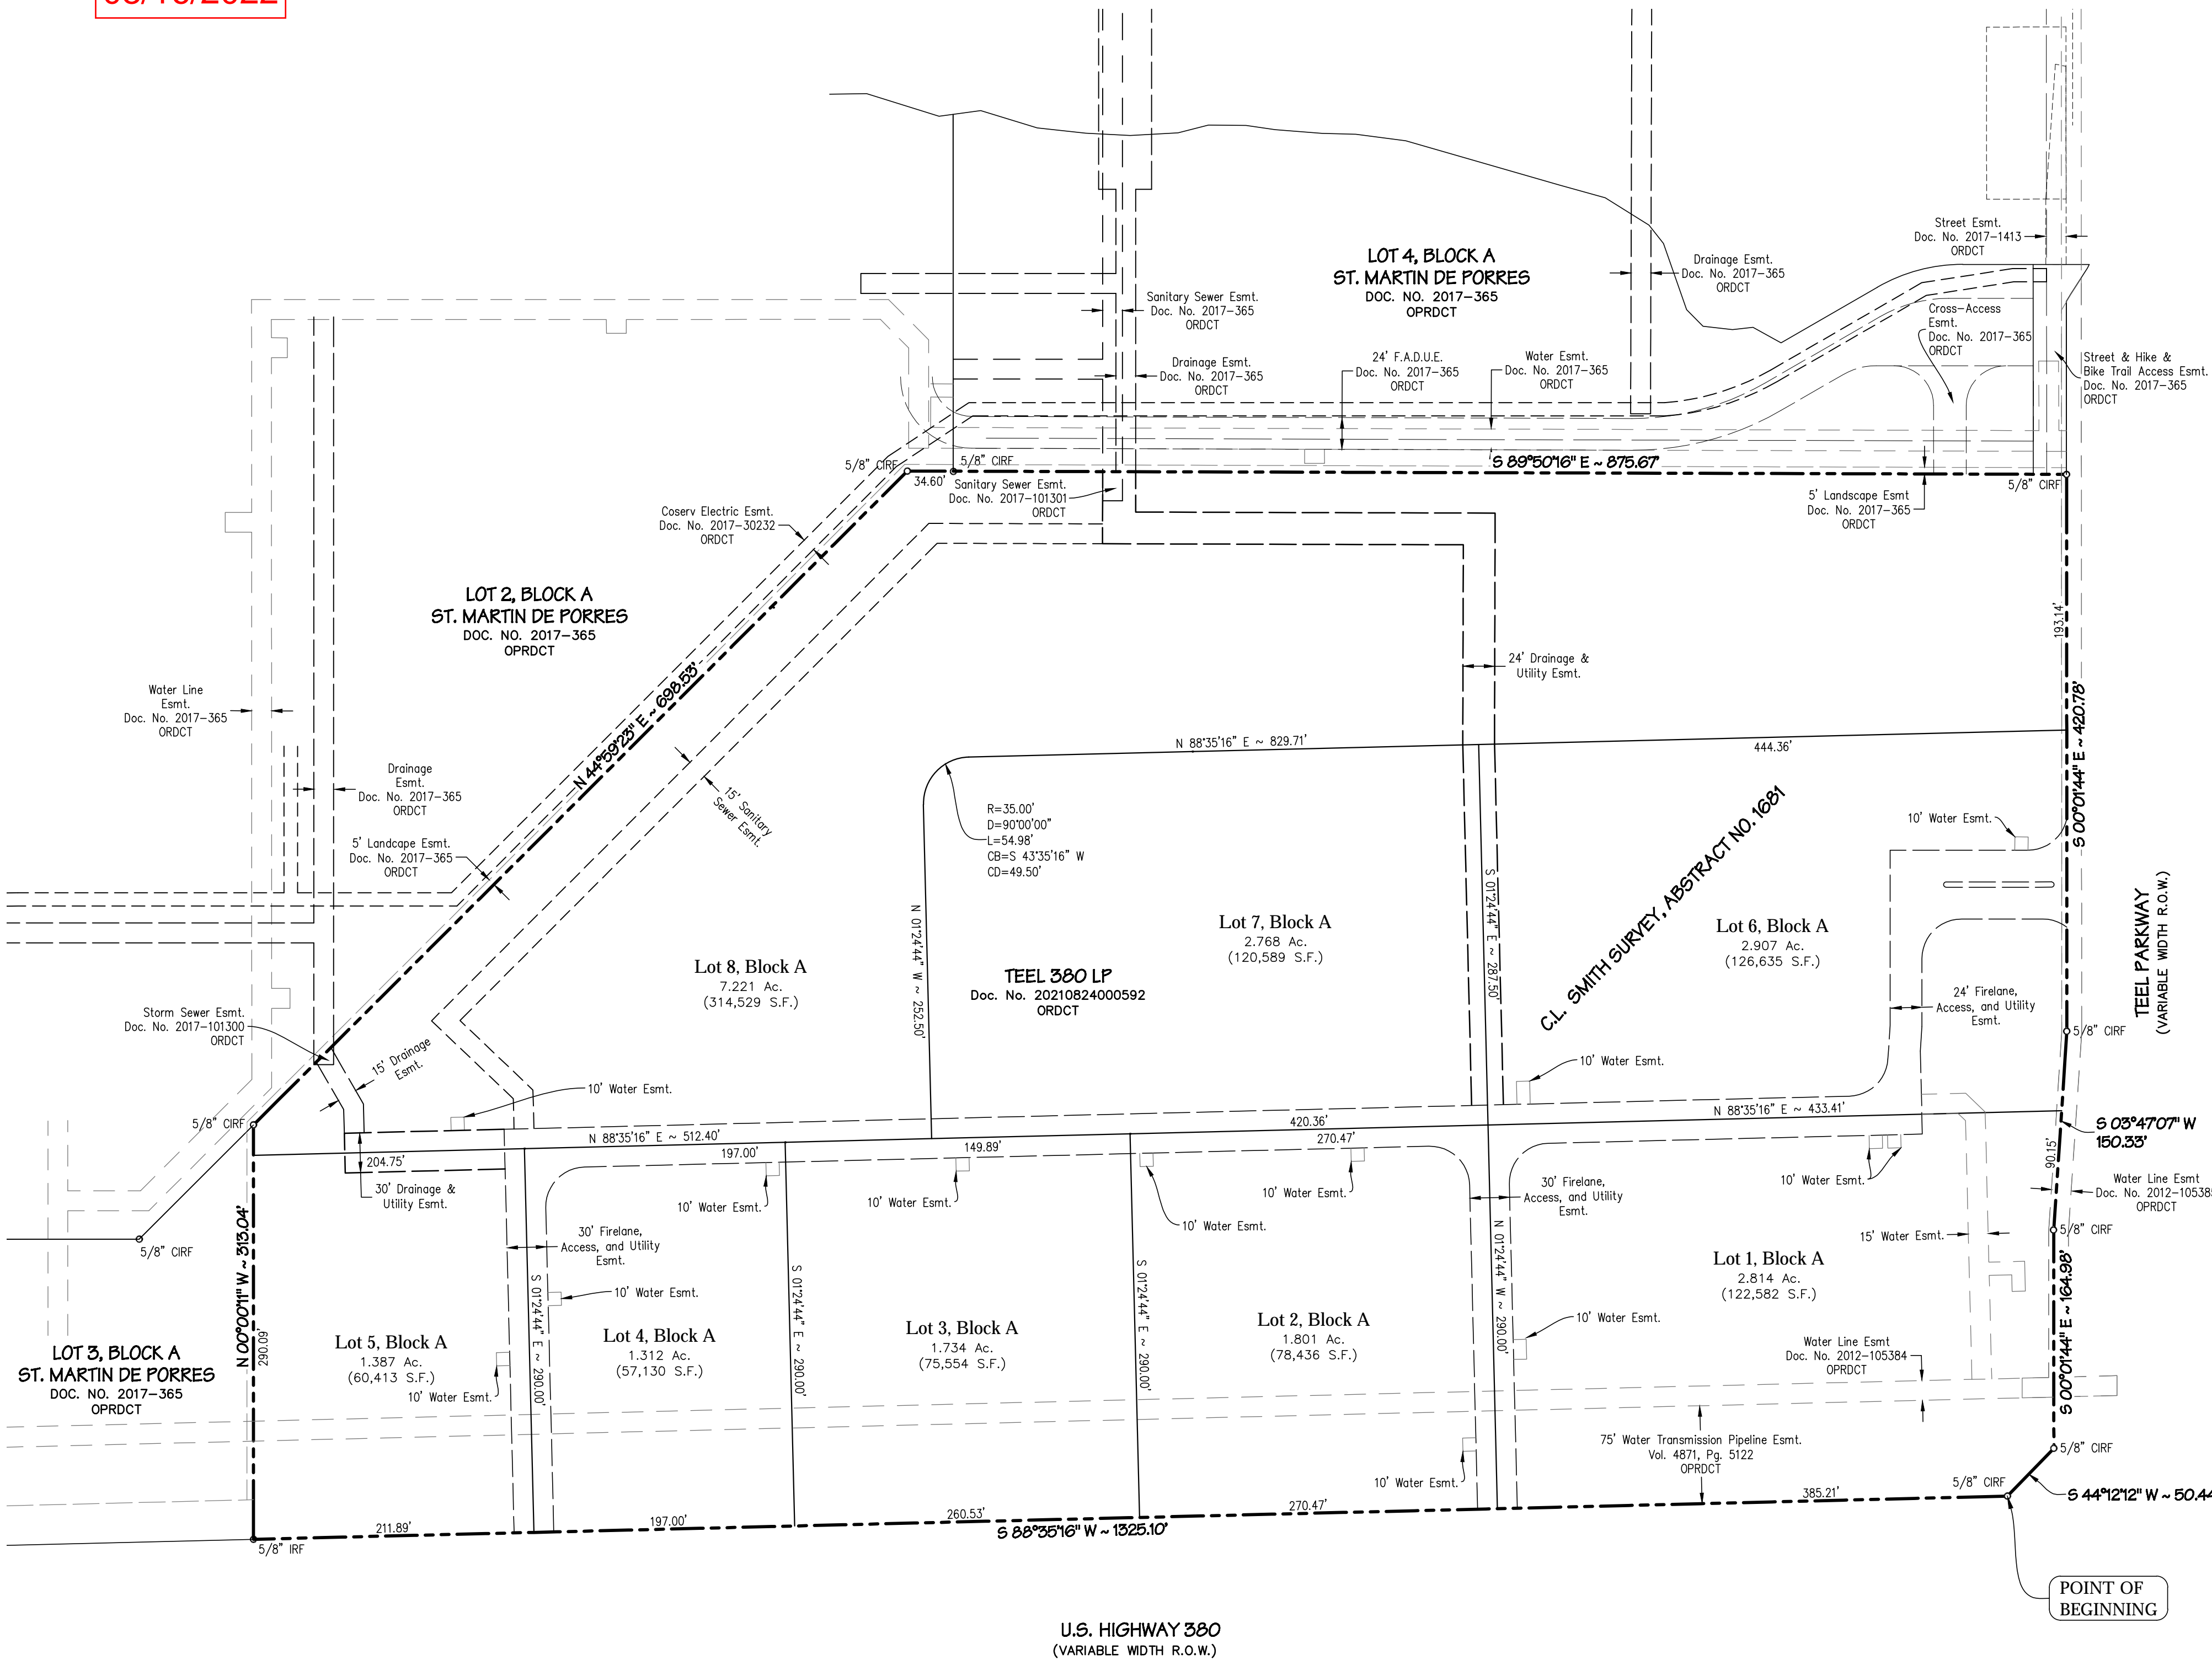 LOT 4, BLOCK A
ST. MARTIN DE PORRES
DOC. NO. 2017-365
OPRDCT
Street Esmt.
Doc. No. 2017-1413
ORDCT
Drainage Esmt.
Doc. No. 2017-365
ORDCT
Sanitary Sewer Esmt.
Doc. No. 2017-365
ORDCT
Cross-Access
Esmt.
Doc. No. 2017-365
ORDCT
Drainage Esmt.
Doc. No. 2017-365
ORDCT
24' F.A.D.U.E.
Doc. No. 2017-365
ORDCT
Water Esmt.
Doc. No. 2017-365
ORDCT
Street & Hike &
Bike Trail Access Esmt.
Doc. No. 2017-365
ORDCT
5/8" CIRF
5/8" CIRF
S 89°50'16" E ~ 875.67'
34.60'
Sanitary Sewer Esmt.
Doc. No. 2017-101301
ORDCT
5/8" CIRF
5' Landscape Esmt
Doc. No. 2017-365
ORDCT
Coserv Electric Esmt.
Doc. No. 2017-30232
ORDCT
LOT 2, BLOCK A
ST. MARTIN DE PORRES
DOC. NO. 2017-365
OPRDCT
193.14'
24' Drainage &
Utility Esmt.
N 44°59'23" E ~ 698.53'
Water Line
Esmt.
Doc. No. 2017-365
ORDCT
S 00°01'44" E ~ 420.78'
N 88°35'16" E ~ 829.71'
444.36'
Drainage
Esmt.
Doc. No. 2017-365
ORDCT
15' Sanitary
Sewer Esmt.
R=35.00'
D=90°00'00"
L=54.98'
CB=S 43°35'16" W
CD=49.50'
10' Water Esmt.
5' Landcape Esmt.
Doc. No. 2017-365
ORDCT
C.L. SMITH SURVEY, ABSTRACT NO. 1681
S 01°24'44" E ~ 287.50'
N 01°24'44" W ~ 252.50'
TEEL PARKWAY
(VARIABLE WIDTH R.O.W.)
Lot 7, Block A
2.768 Ac.
(120,589 S.F.)
Lot 6, Block A
2.907 Ac.
(126,635 S.F.)
Lot 8, Block A
7.221 Ac.
(314,529 S.F.)
TEEL 380 LP
Doc. No. 20210824000592
ORDCT
24' Firelane,
Access, and Utility
Esmt.
Storm Sewer Esmt.
Doc. No. 2017-101300
ORDCT
5/8" CIRF
15' Drainage
Esmt.
10' Water Esmt.
10' Water Esmt.
5/8" CIRF
N 88°35'16" E ~ 433.41'
420.36'
S 03°47'07" W
150.33'
N 88°35'16" E ~ 512.40'
204.75'
197.00'
149.89'
270.47'
90.15'
30' Drainage &
Utility Esmt.
10' Water Esmt.
10' Water Esmt.
10' Water Esmt.
10' Water Esmt.
30' Firelane,
Access, and Utility
Esmt.
10' Water Esmt.
Water Line Esmt
OPRDCT
5/8" CIRF
30' Firelane,
Access, and Utility
Esmt.
15' Water Esmt.
5/8" CIRF
N 00°00'11" W ~ 313.04'
290.09'
S 01°24'44" E ~ 290.00'
10' Water Esmt.
S 01°24'44" E ~ 290.00'
S 01°24'44" E ~ 290.00'
N 01°24'44" W ~ 290.00'
Lot 1, Block A
2.814 Ac.
(122,582 S.F.)
S 00°01'44" E ~ 164.98'
10' Water Esmt.
Lot 5, Block A
1.387 Ac.
(60,413 S.F.)
Lot 4, Block A
1.312 Ac.
(57,130 S.F.)
Lot 3, Block A
1.734 Ac.
(75,554 S.F.)
Lot 2, Block A
1.801 Ac.
(78,436 S.F.)
Water Line Esmt
Doc. No. 2012-105384
OPRDCT
LOT 3, BLOCK A
ST. MARTIN DE PORRES
DOC. NO. 2017-365
OPRDCT
10' Water Esmt.
75' Water Transmission Pipeline Esmt.
Vol. 4871, Pg. 5122
OPRDCT
5/8" CIRF
10' Water Esmt.
5/8" CIRF
S 44°12'12" W ~ 50.44
211.89'
197.00'
260.53'
270.47'
385.21'
S 88°35'16" W ~ 1325.10'
5/8" IRF
POINT OF
BEGINNING
U.S. HIGHWAY 380
(VARIABLE WIDTH R.O.W.)